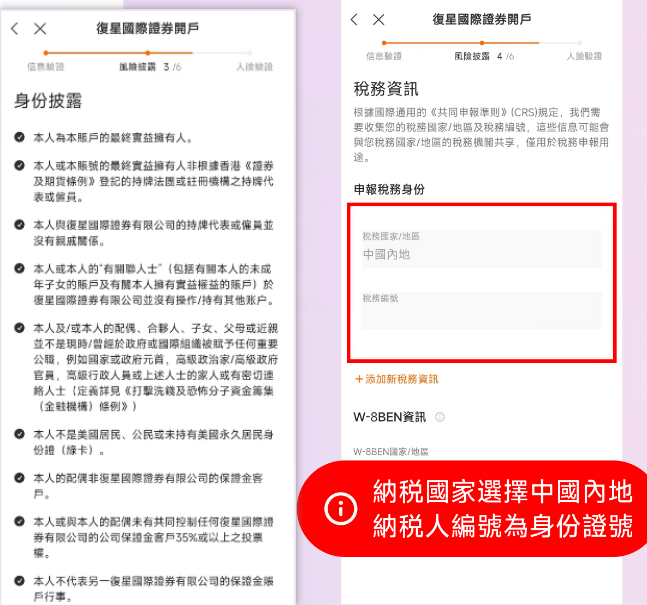 復星國際證券開戶
信息驗證
風險披露 3 /6
人臉驗證
身份披露
本人為本賬戶的最終實益擁有人。
本人或本賬號的最終實益擁有人非根據香港《證券
及期貨條例》登記的持牌法團或註冊機構之持牌代
表或僱員。
本人與復星國際證券有限公司的持牌代表或僱員並
沒有親戚關係。
本人或本人的"有關聯人士"（包括有關本人的未成
年子女的賬戶及有關本人擁有實益權益的賬戶）於
復星國際證券有限公司並沒有操作/持有其他账户。
本人及/或本人的配偶、合夥人、子女、父母或近親
並不是現時/曾經於政府或國際組織被賦予任何重要
公職，例如國家或政府元首，高級政治家/高級政府
官員，高級行政人員或上述人士的家人或有密切連
絡人士（定義詳見《打擊洗錢及恐怖分子資金籌集
（金融機構）條例》）
本人不是美國居民、公民或未持有美國永久居民身
份證（綠卡）。
本人的配偶非復星國際證券有限公司的保證金客
戶。
本人或與本人的配偶未有共同控制任何復星國際證
券有限公司的公司保證金客戶35%或以上之投票
權。
本人不代表另一復星國際證券有限公司的保證金賬
戶行事。
復星國際證券開戶
信息驗證
風險披露 4 /6
人臉驗證
稅務資訊
根據國際通用的《共同申報準則》(CRS)規定，我們需
要收集您的稅務國家/地區及稅務編號，這些信息可能會
與您稅務國家/地區的稅務機關共享，僅用於稅務申報用
途。
申報稅務身份
稅務國家/地區
中國內地
稅務編號
+添加新稅務資訊
W-8BEN資訊
W-8BEN國家/地區
納稅國家選擇中國內地
納稅人編號為身份證號